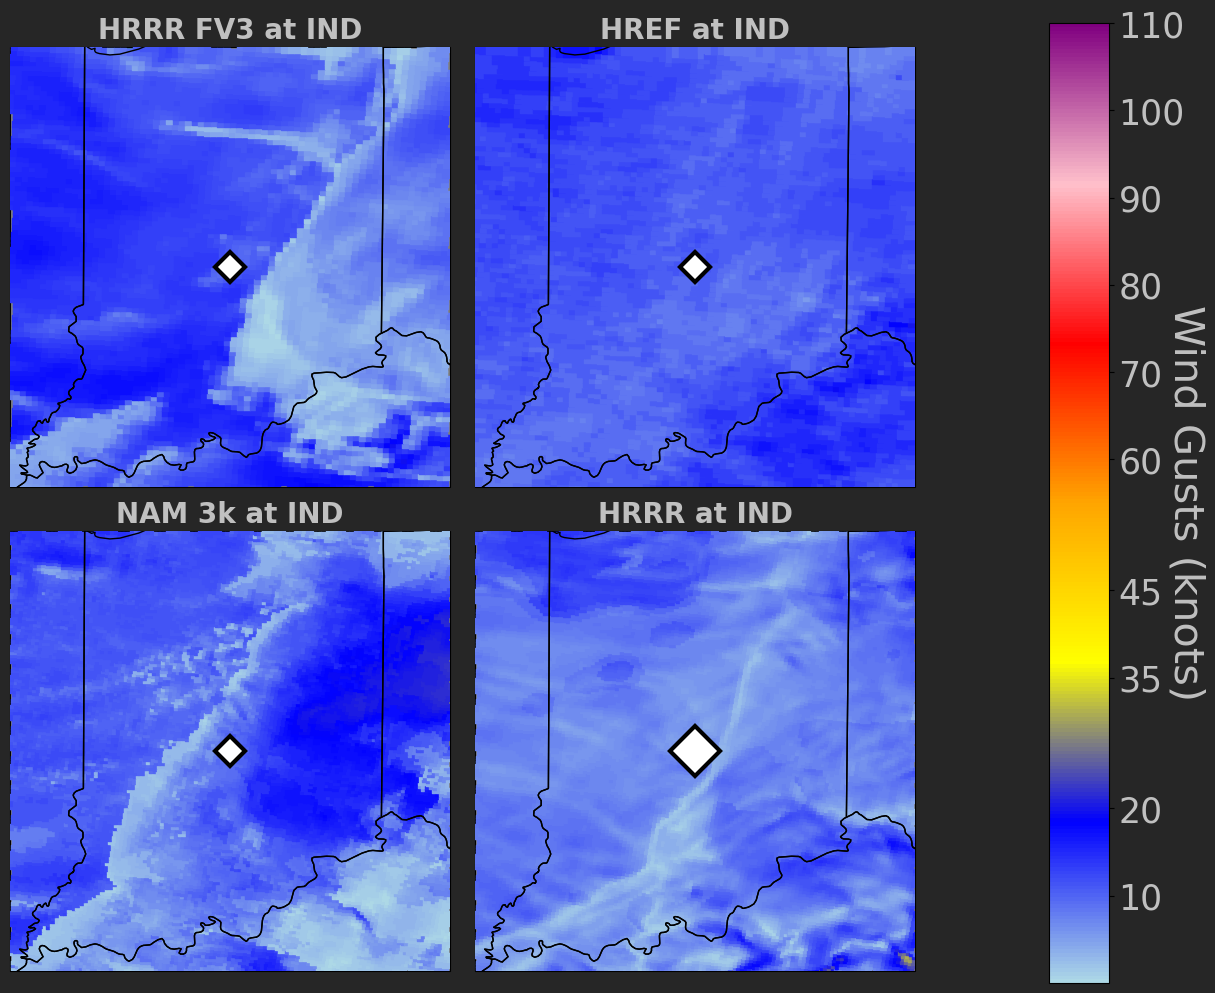 HRRR FV3 at IND
HREF at IND
NAM 3k at IND
HRRR at IND
110
100
90
80
70
60
45
35
20
10
Wind Gusts (knots)